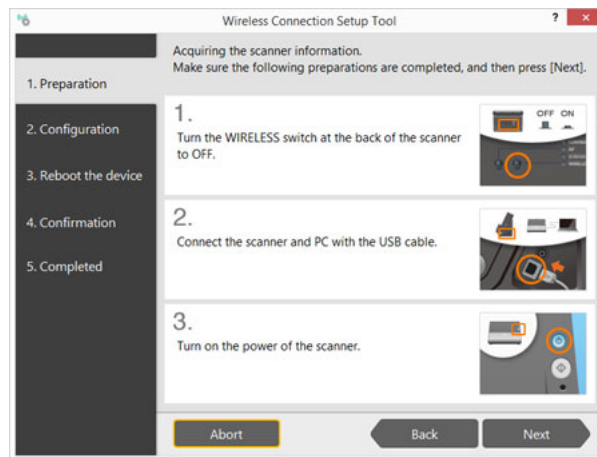 Wireless Connection Setup Tool
?
×
Acquiring the scanner information.
Make sure the following preparations are completed, and then press [Next].
1. Preparation
2. Configuration
3. Reboot the device
4. Confirmation
5. Completed
1.
Turn the WIRELESS switch at the back of the scanner
to OFF.
OFF ON
2.
Connect the scanner and PC with the USB cable.
3.
Turn on the power of the scanner.
Abort
Back
Next